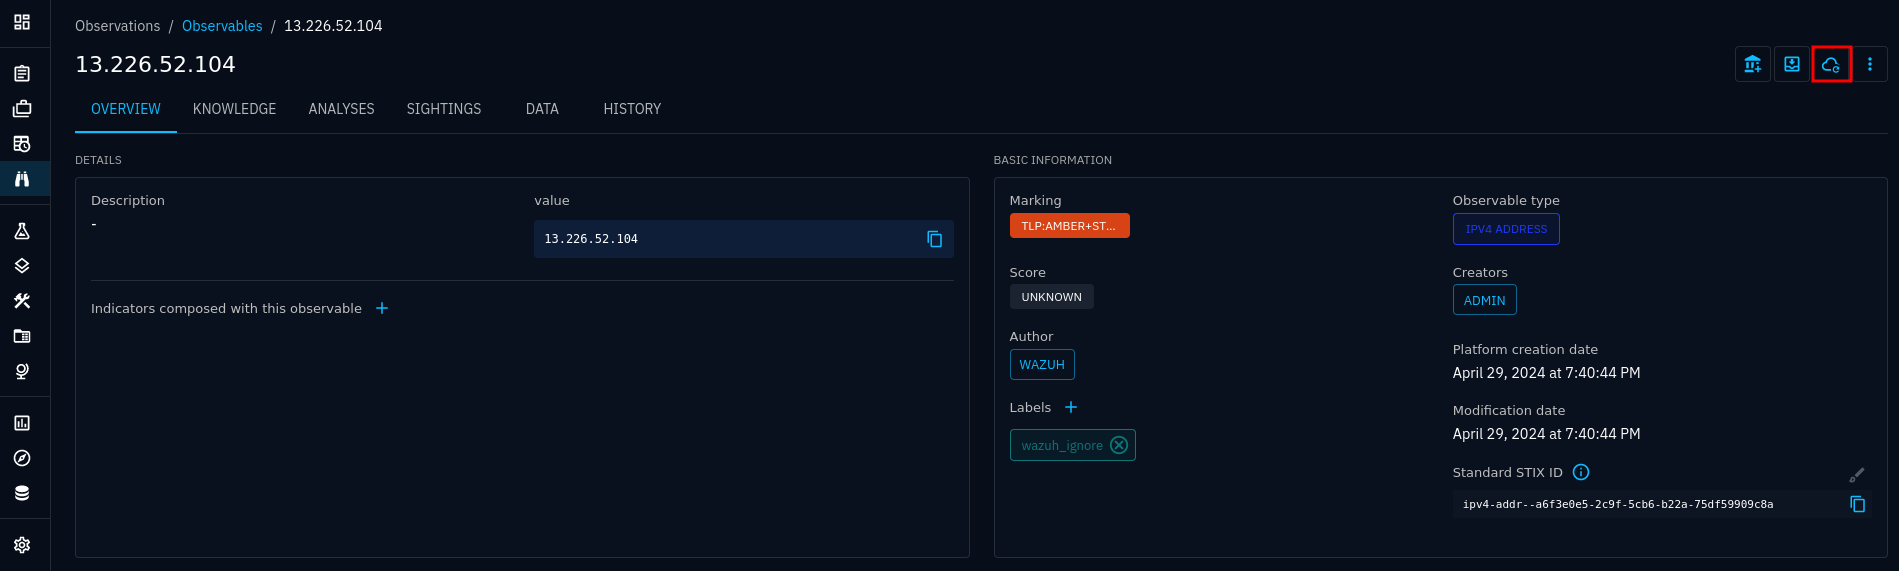 Observations / Observables / 13.226.52.104
13.226.52.104
OVERVIEW KNOWLEDGE ANALYSES SIGHTINGS DATA HISTORY
DETAILS
Description
-
value
13.226.52.104
Indicators composed with this observable +
BASIC INFORMATION
Marking
TLP:AMBER+ST...
Score
UNKNOWN
Author
WAZUH
Labels +
wazuh_ignore
Observable type
IPV4 ADDRESS
Creators
ADMIN
Platform creation date
April 29, 2024 at 7:40:44 PM
Modification date
April 29, 2024 at 7:40:44 PM
Standard STIX ID
ipv4-addr--a6f3e0e5-2c9f-5cb6-b22a-75df59909c8a